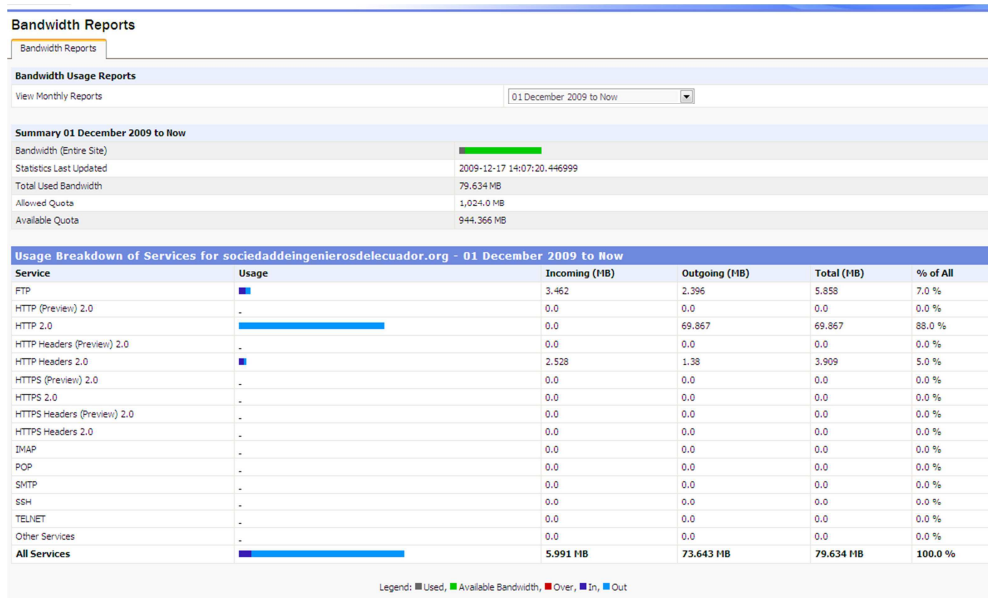 Bandwidth Reports
Bandwidth Reports
Bandwidth Usage Reports
View Monthly Reports 01 December 2009 to Now
Summary 01 December 2009 to Now
Bandwidth (Entire Site)
Statistics Last Updated 2009-12-17 14:07:20.446999
Total Used Bandwidth 79.634 MB
Allowed Quota 1,024.0 MB
Available Quota 944.366 MB
Usage Breakdown of Services for sociedaddeingenierosdelecuador.org - 01 December 2009 to Now
Service Usage Incoming (MB) Outgoing (MB) Total (MB) % of All
FTP 3.462 2.396 5.858 7.0 %
HTTP (Preview) 2.0 - 0.0 0.0 0.0 0.0 %
HTTP 2.0 0.0 69.867 69.867 88.0 %
HTTP Headers (Preview) 2.0 - 0.0 0.0 0.0 0.0 %
HTTP Headers 2.0 2.528 1.38 3.909 5.0 %
HTTPS (Preview) 2.0 - 0.0 0.0 0.0 0.0 %
HTTPS 2.0 - 0.0 0.0 0.0 0.0 %
HTTPS Headers (Preview) 2.0 - 0.0 0.0 0.0 0.0 %
HTTPS Headers 2.0 - 0.0 0.0 0.0 0.0 %
IMAP - 0.0 0.0 0.0 0.0 %
POP - 0.0 0.0 0.0 0.0 %
SMTP - 0.0 0.0 0.0 0.0 %
SSH - 0.0 0.0 0.0 0.0 %
TELNET - 0.0 0.0 0.0 0.0 %
Other Services - 0.0 0.0 0.0 0.0 %
All Services 5.991 MB 73.643 MB 79.634 MB 100.0 %
Legend: Used, Available Bandwidth, Over, In, Out